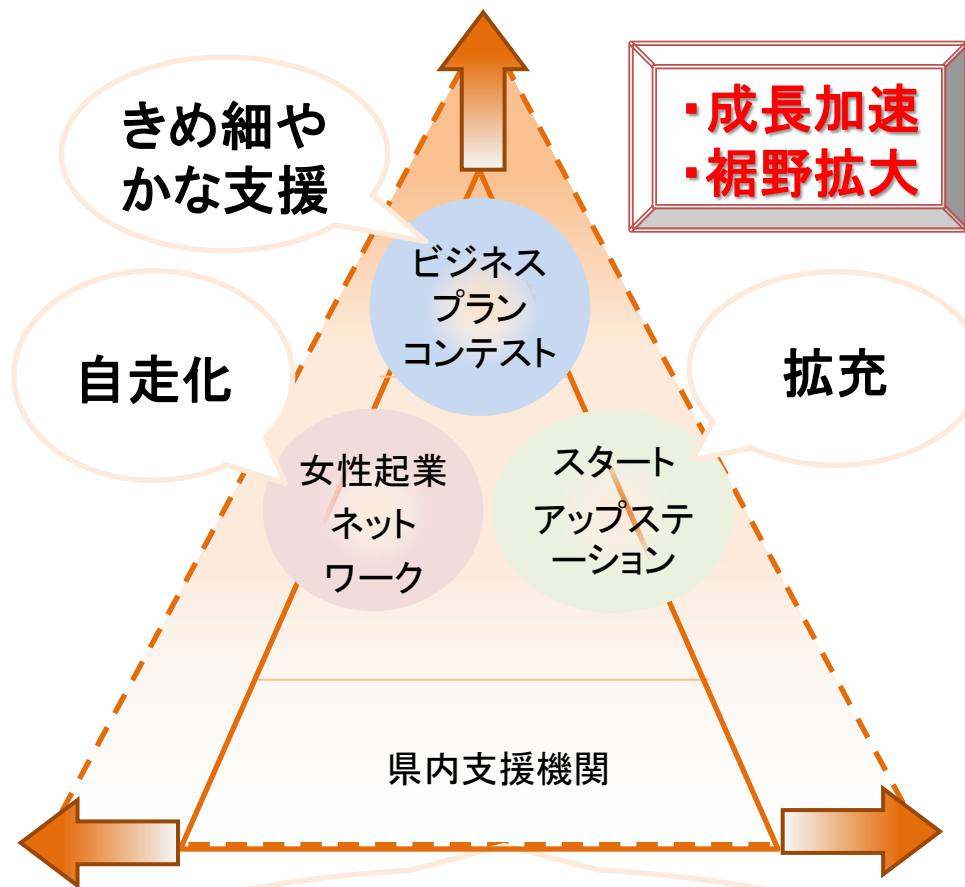 きめ細や
かな支援
・成長加速
・裾野拡大
ビジネス
プラン
コンテスト
自走化
拡充
女性起業
ネット
ワーク
スタート
アップステ
ーション
県内支援機関